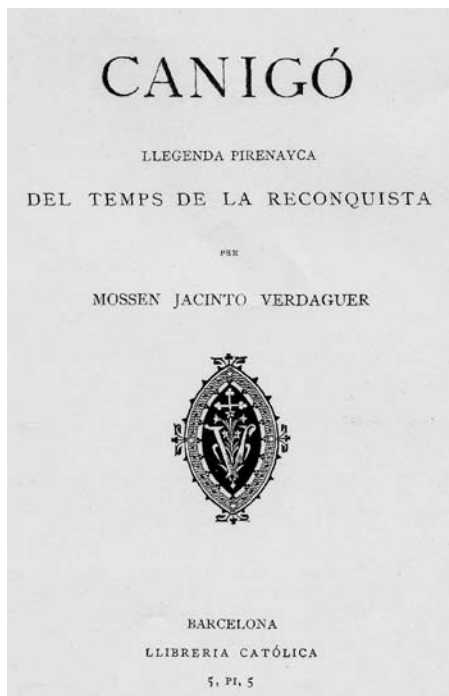 CANIGÓ
LLEGENDA PIRENAYCA
DEL TEMPS DE LA RECONQUISTA
PER
MOSSEN JACINTO VERDAGUER
BARCELONA
LLIBRERIA CATÓLICA
5, PI, 5